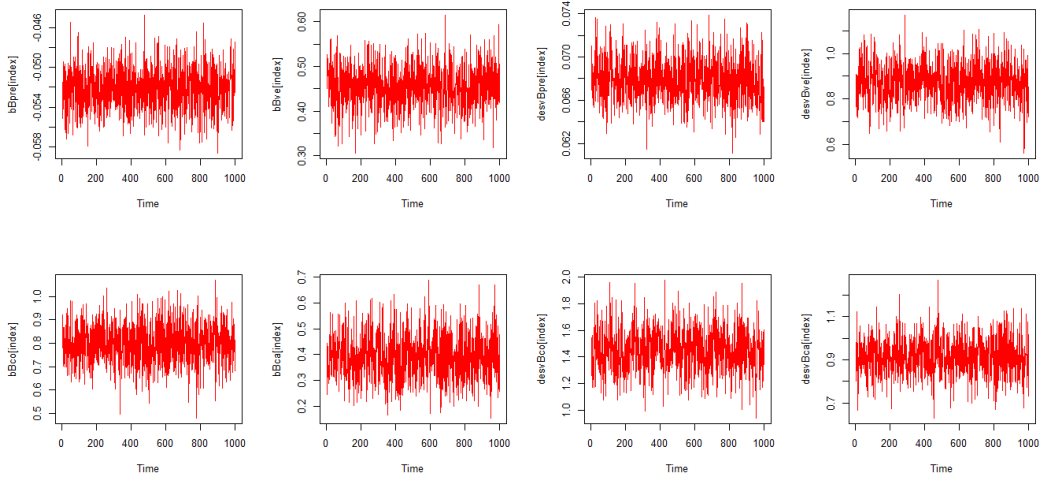 bBpre[index]
-0.058 -0.054 -0.050 -0.046
0 200 400 600 800 1000
Time
bBve[index]
0.30 0.40 0.50 0.60
0 200 400 600 800 1000
Time
desvBpre[index]
0.062 0.066 0.070 0.074
0 200 400 600 800 1000
Time
desvBve[index]
0.6 0.8 0.9 1.0
0 200 400 600 800 1000
Time
bBco[index]
0.5 0.6 0.7 0.8 0.9 1.0
0 200 400 600 800 1000
Time
bBca[index]
0.2 0.3 0.4 0.5 0.6 0.7
0 200 400 600 800 1000
Time
desvBco[index]
1.0 1.2 1.4 1.6 1.8 2.0
0 200 400 600 800 1000
Time
desvBca[index]
0.7 0.9 1.1
0 200 400 600 800 1000
Time